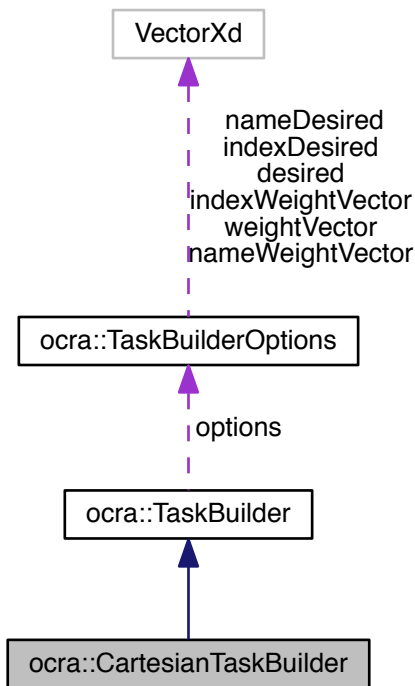 VectorXd
nameDesired
indexDesired
desired
indexWeightVector
weightVector
nameWeightVector
ocra::TaskBuilderOptions
options
ocra::TaskBuilder
ocra::CartesianTaskBuilder